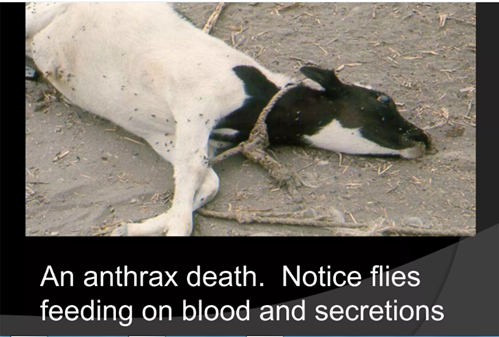 An anthrax death.  Notice flies
feeding on blood and secretions